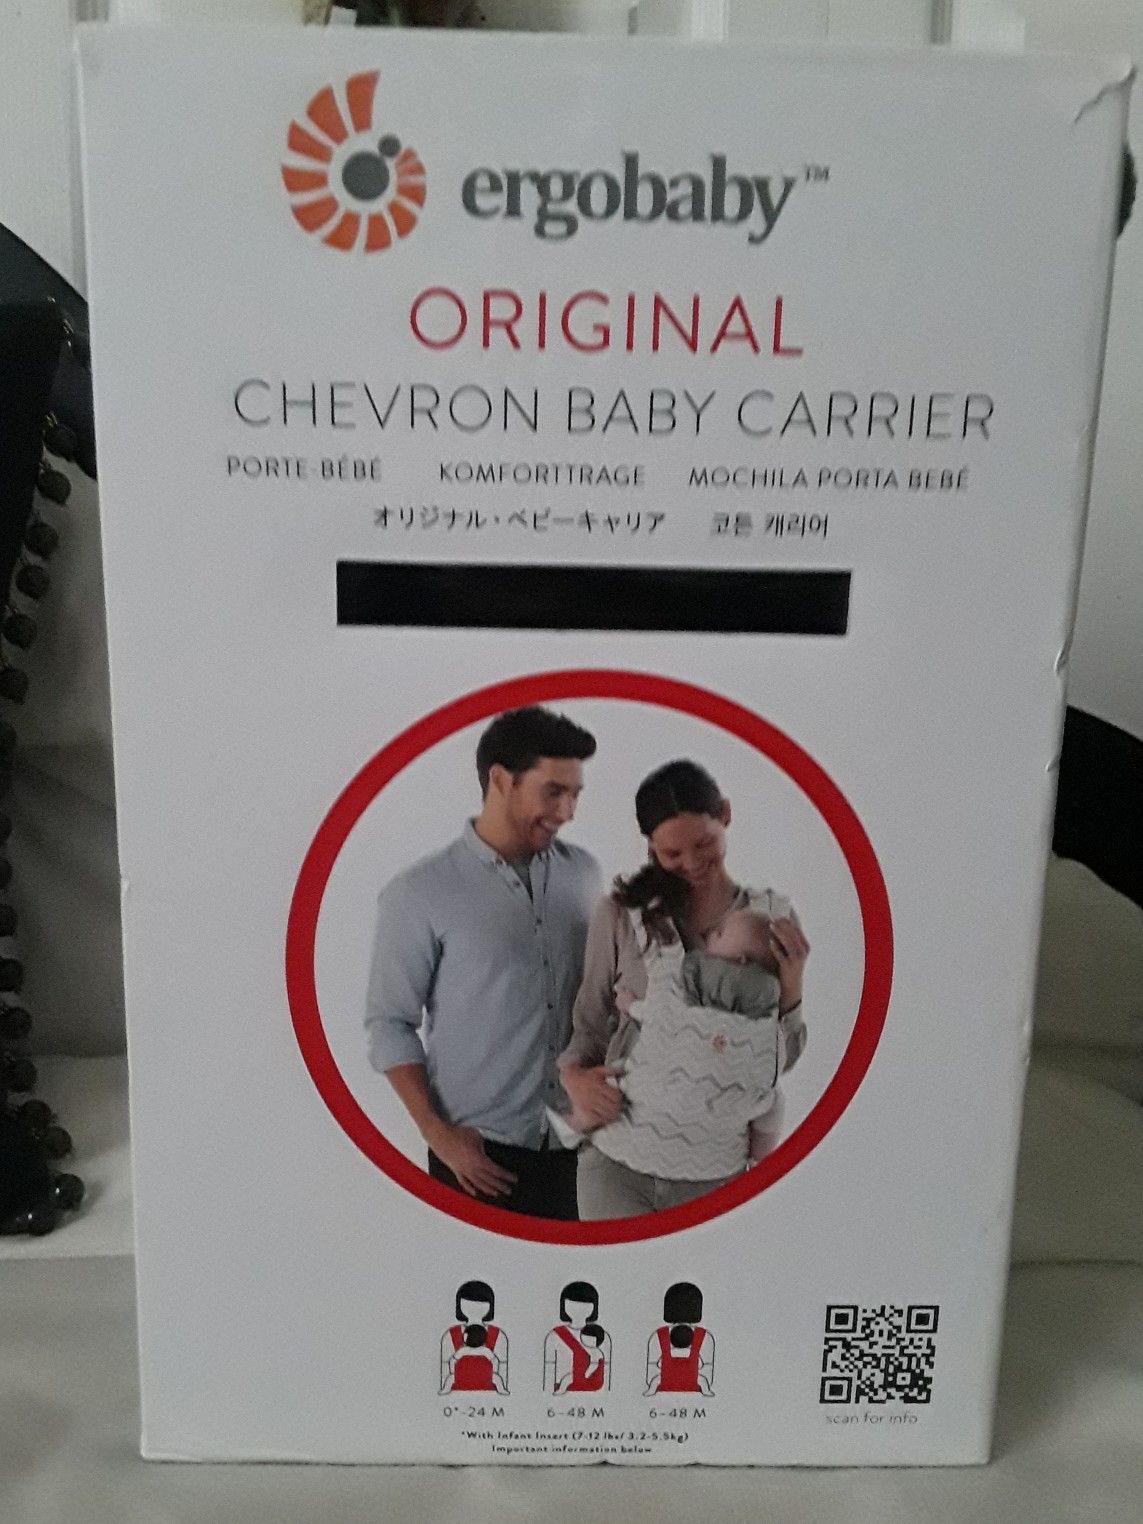 ergobaby™
ORIGINAL
CHEVRON BABY CARRIER
PORTE-BÉBÉ KOMFORTTRAGE MOCHILA PORTA BEBÉ
オリジナル・ベビーキャリア 코튼 캐리어
0*-24 M 6-48 M 6-48 M
*With Infant Insert (7-12 lbs/ 3.2-5.5kg)
Important information below
scan for info